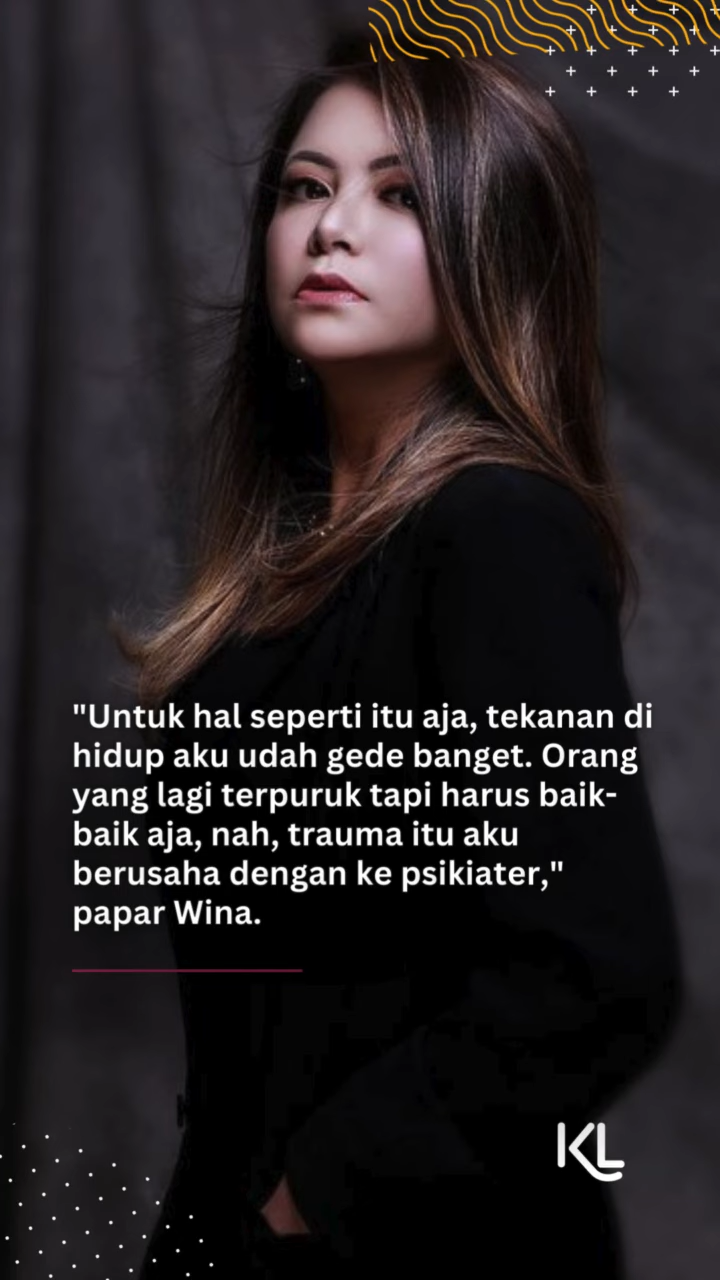 "Untuk hal seperti itu aja, tekanan di
hidup aku udah gede banget. Orang
yang lagi terpuruk tapi harus baik-
baik aja, nah, trauma itu aku
berusaha dengan ke psikiater,"
papar Wina.
KL